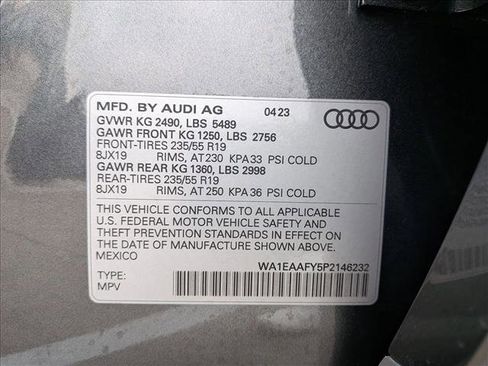 MFD. BY AUDI AG 04 23
GVWR KG 2490, LBS 5489
GAWR FRONT KG 1250, LBS 2756
FRONT-TIRES 235/55 R19
8JX19 RIMS, AT 230 KPA 33 PSI COLD
GAWR REAR KG 1360, LBS 2998
REAR-TIRES 235/55 R19
8JX19 RIMS, AT 250 KPA 36 PSI COLD
THIS VEHICLE CONFORMS TO ALL APPLICABLE
U.S. FEDERAL MOTOR VEHICLE SAFETY AND
THEFT PREVENTION STANDARDS IN EFFECT ON
THE DATE OF MANUFACTURE SHOWN ABOVE.
MEXICO
WA1EAAFY5P2146232
TYPE:
MPV